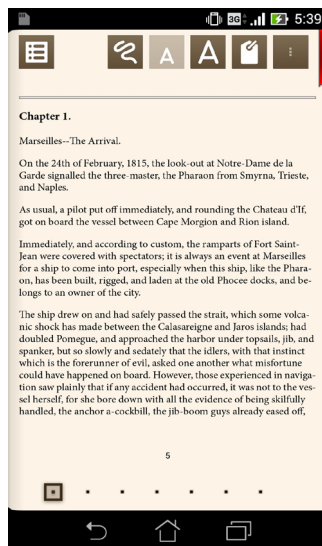 3G 5:39
A A
Chapter 1.
Marseilles--The Arrival.
On the 24th of February, 1815, the look-out at Notre-Dame de la
Garde signalled the three-master, the Pharaon from Smyrna, Trieste,
and Naples.
As usual, a pilot put off immediately, and rounding the Chateau d'If,
got on board the vessel between Cape Morgion and Rion island.
Immediately, and according to custom, the ramparts of Fort Saint-
Jean were covered with spectators; it is always an event at Marseilles
for a ship to come into port, especially when this ship, like the Phara-
on, has been built, rigged, and laden at the old Phocee docks, and be-
longs to an owner of the city.
The ship drew on and had safely passed the strait, which some volca-
nic shock has made between the Calasareigne and Jaros islands; had
doubled Pomegue, and approached the harbor under topsails, jib, and
spanker, but so slowly and sedately that the idlers, with that instinct
which is the forerunner of evil, asked one another what misfortune
could have happened on board. However, those experienced in naviga-
tion saw plainly that if any accident had occurred, it was not to the ves-
sel herself, for she bore down with all the evidence of being skilfully
handled, the anchor a-cockbill, the jib-boom guys already eased off,
5